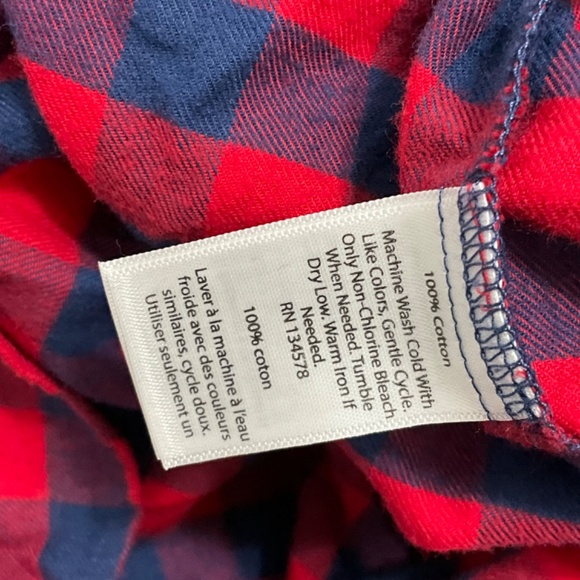 100% Cotton
Machine Wash Cold With
Like Colors, Gentle Cycle.
Only Non-Chlorine Bleach
When Needed. Tumble
Dry Low. Warm Iron If
Needed.
RN 134578
100% coton
Laver à la machine à l'eau
froide avec des couleurs
similaires, cycle doux.
Utiliser seulement un